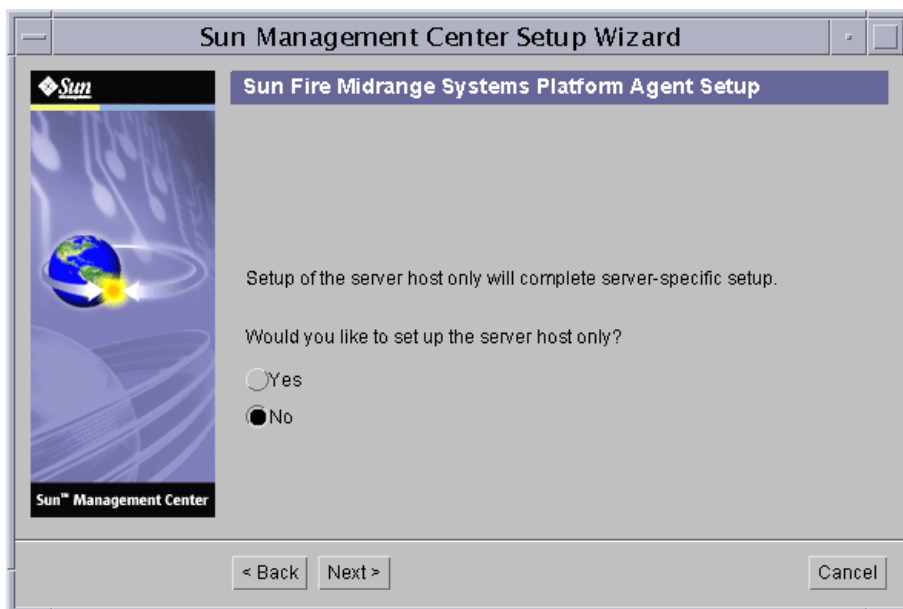 Sun Management Center Setup Wizard
Sun
Sun Fire Midrange Systems Platform Agent Setup
Setup of the server host only will complete server-specific setup.
Would you like to set up the server host only?
Yes
No
Sun™ Management Center
< Back
Next >
Cancel